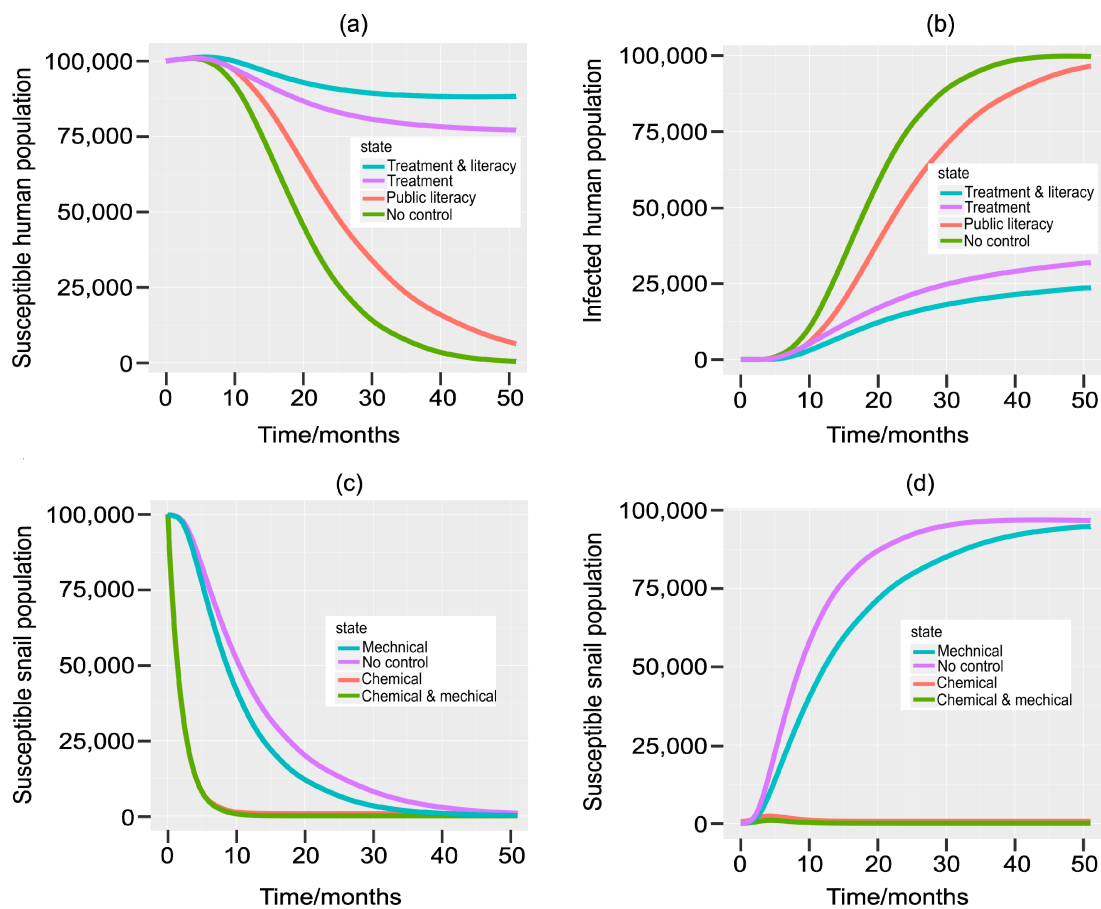 (a)
Susceptible human population
100,000
75,000
50,000
25,000
0
state
Treatment & literacy
Treatment
Public literacy
No control
0 10 20 30 40 50
Time/months
(b)
Infected human population
100,000
75,000
50,000
25,000
0
state
Treatment & literacy
Treatment
Public literacy
No control
0 10 20 30 40 50
Time/months
(c)
Susceptible snail population
100,000
75,000
50,000
25,000
0
state
Mechnical
No control
Chemical
Chemical & mechical
0 10 20 30 40 50
Time/months
(d)
Susceptible snail population
100,000
75,000
50,000
25,000
0
state
Mechnical
No control
Chemical
Chemical & mechical
0 10 20 30 40 50
Time/months